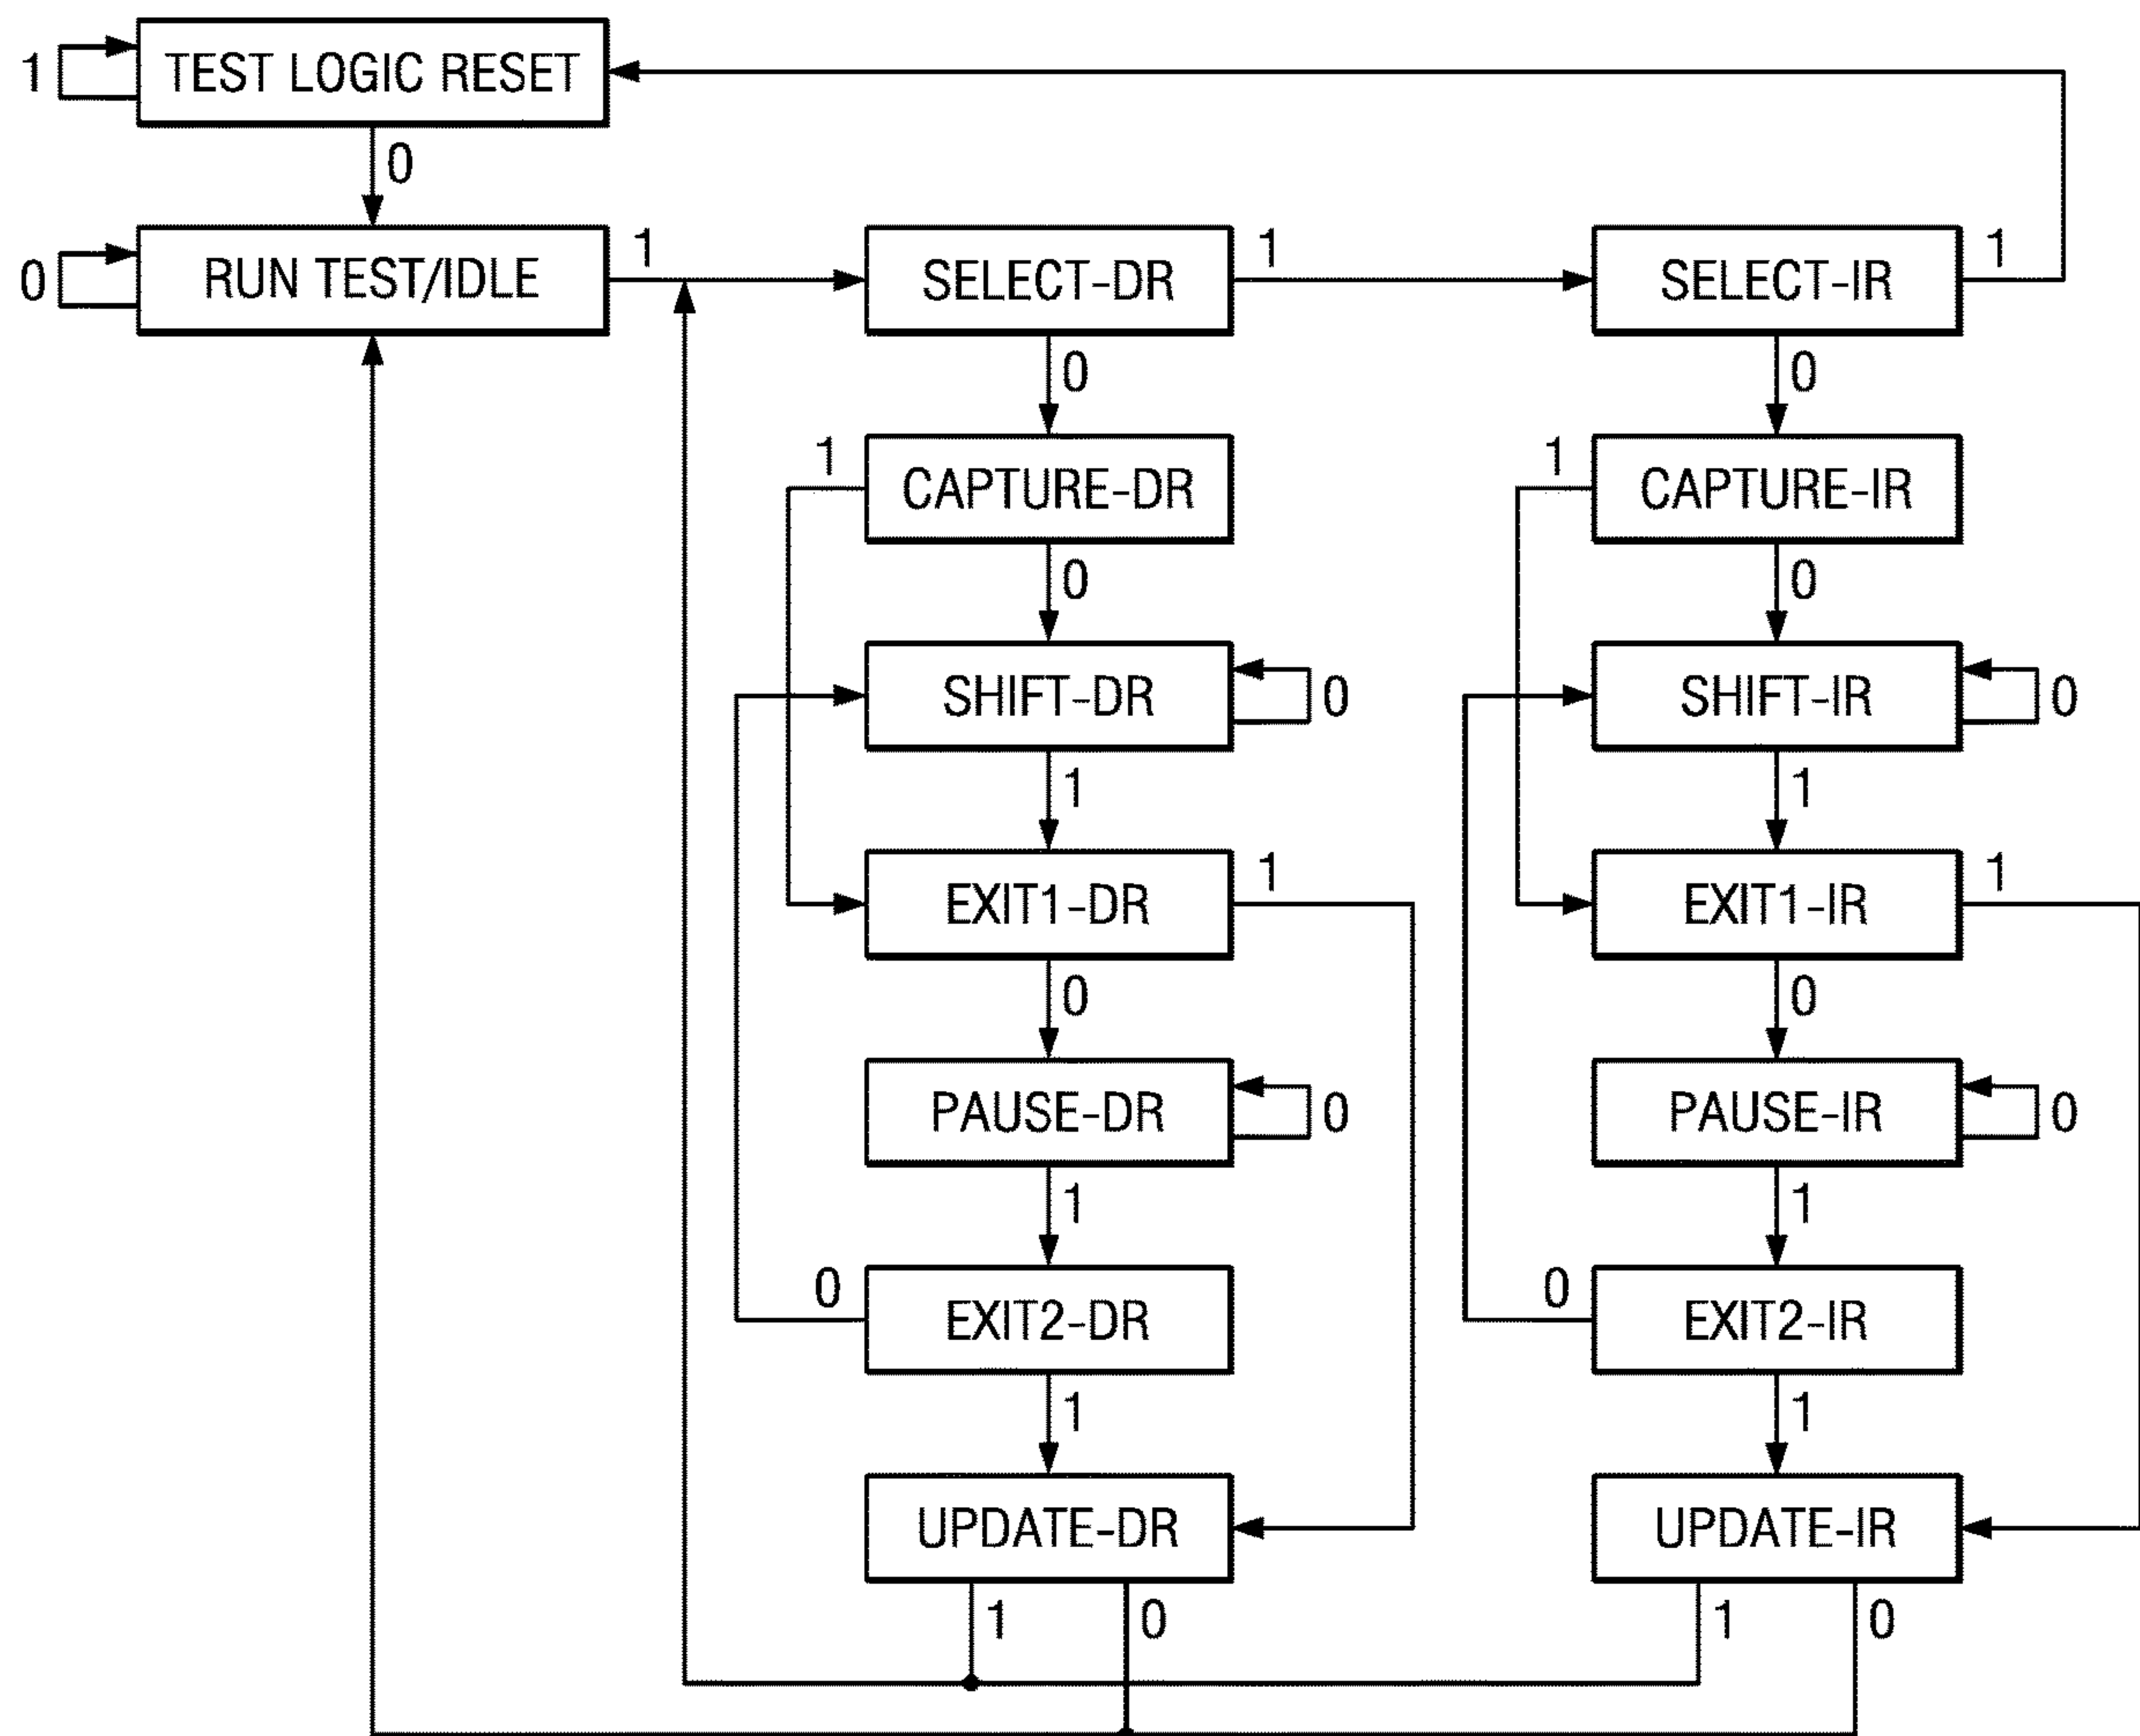 TEST LOGIC RESET
1
0
RUN TEST/IDLE
0
1
SELECT-DR
1
SELECT-IR
1
0
0
1
CAPTURE-DR
1
CAPTURE-IR
0
0
SHIFT-DR
0
SHIFT-IR
0
1
1
EXIT1-DR
1
EXIT1-IR
1
0
0
PAUSE-DR
0
PAUSE-IR
0
1
1
0
EXIT2-DR
0
EXIT2-IR
1
1
UPDATE-DR
UPDATE-IR
1
0
1
0